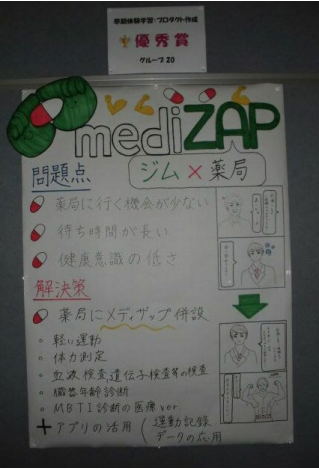 早期体験学習:プロダクト作成
優秀賞
グループ20
mediZAP
ジム×薬局
問題点
薬局に行く機会が少ない
待ち時間が長い
健康意識の低さ
解決策
薬局にメディザップ併設
軽い運動
体力測定
血液検査,遺伝子検査等の検査
臓器年齢診断
MBTI診断の医療ver
+アプリの活用(運動記録
データの応用